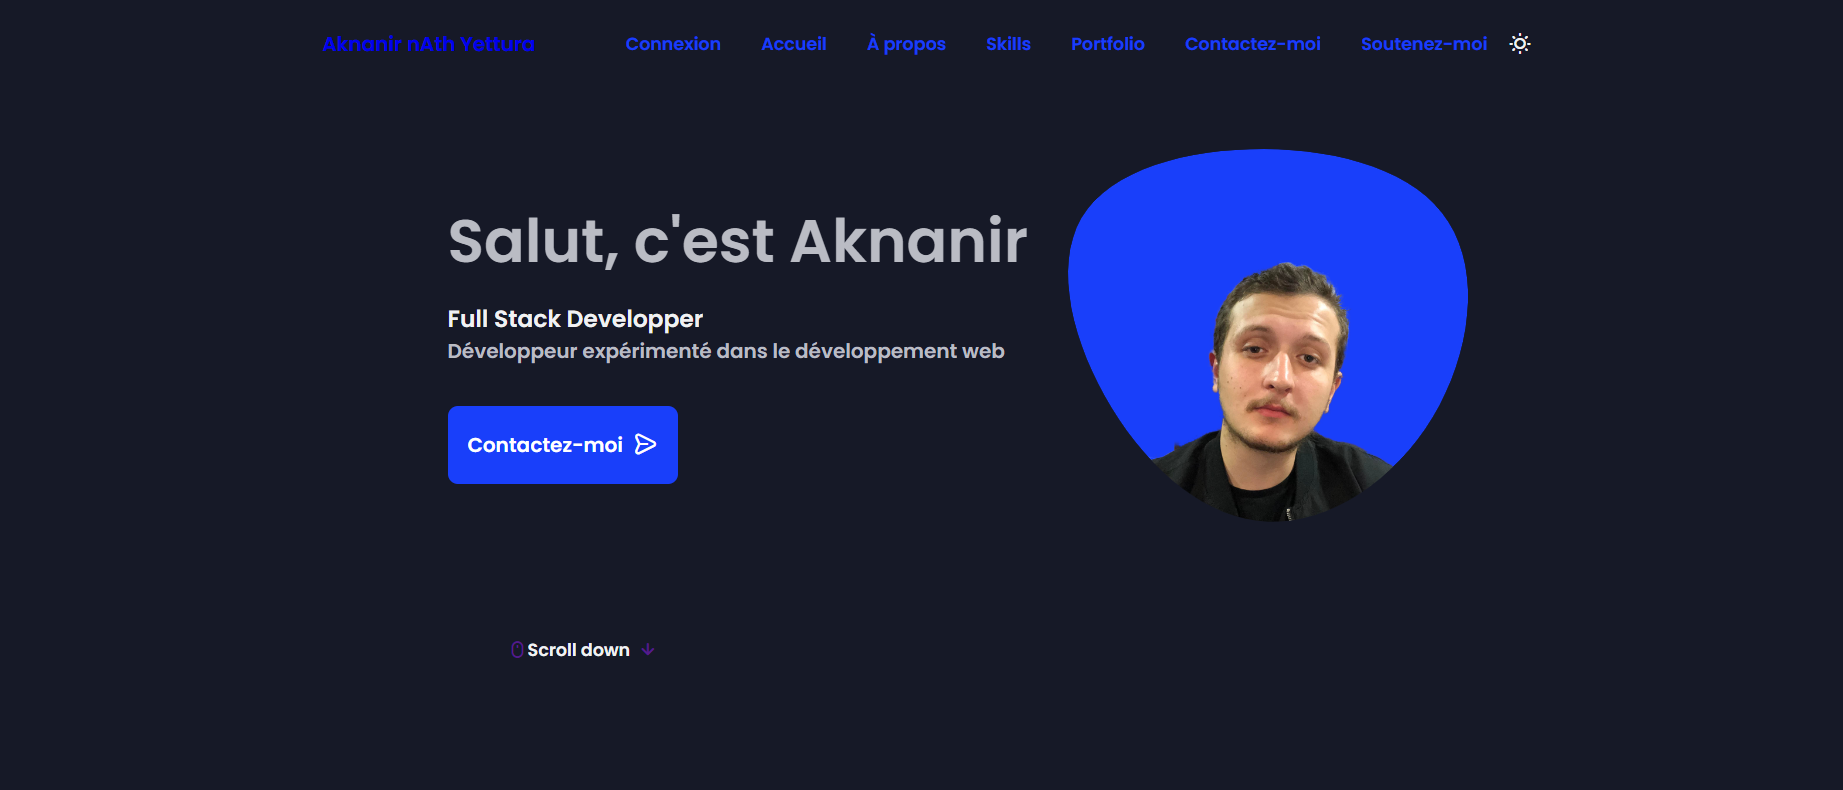 Aknanir nAth Yettura
Connexion Accueil À propos Skills Portfolio Contactez-moi Soutenez-moi
Salut, c'est Aknanir
Full Stack Developper
Développeur expérimenté dans le développement web
Contactez-moi
Scroll down